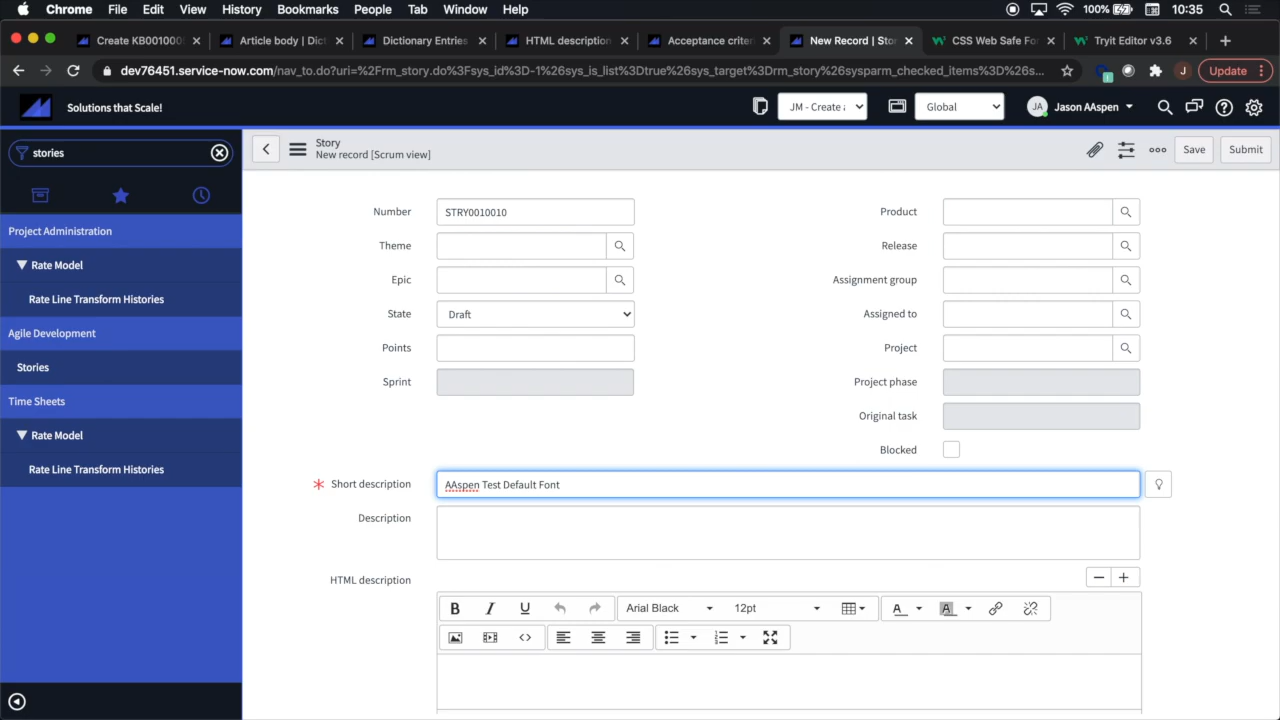 Chrome File Edit View History Bookmarks People Tab Window Help 100% 10:35
Create KB001000 Article body | Dict Dictionary Entries HTML description Acceptance criter New Record | Stor CSS Web Safe Fo Tryit Editor v3.6
dev76451.service-now.com/nav_to.do?uri=%2Frm_story.do%3Fsys_id%3D-1%26sys_is_list%3Dtrue%26sys_target%3Drm_story%26sysparm_checked_items%3D%26s... J Update
Solutions that Scale! JM - Create Global JA Jason AAspen
stories
Story
New record [Scrum view]
Save Submit
Project Administration
Rate Model
Rate Line Transform Histories
Agile Development
Stories
Time Sheets
Rate Model
Rate Line Transform Histories
Number STRY0010010 Product
Theme Release
Epic Assignment group
State Draft Assigned to
Points Project
Sprint Project phase
Original task
Blocked
Short description AAspen Test Default Font
Description
HTML description
B I U Arial Black 12pt A A